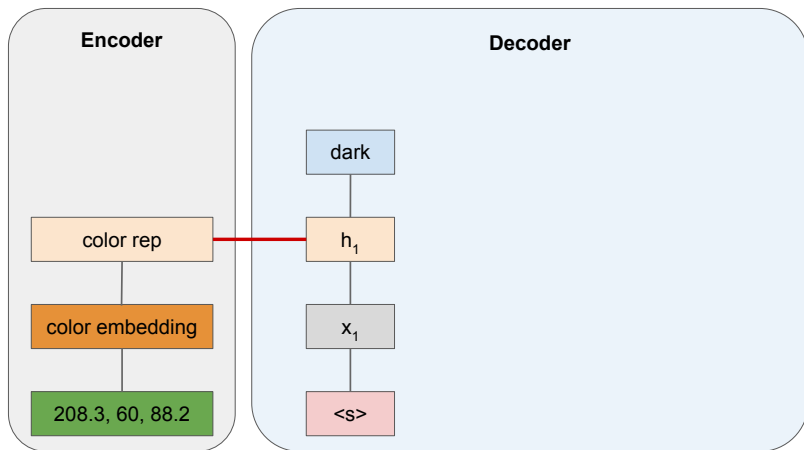 Encoder
color rep
color embedding
208.3, 60, 88.2
Decoder
dark
h₁
x₁
<s>